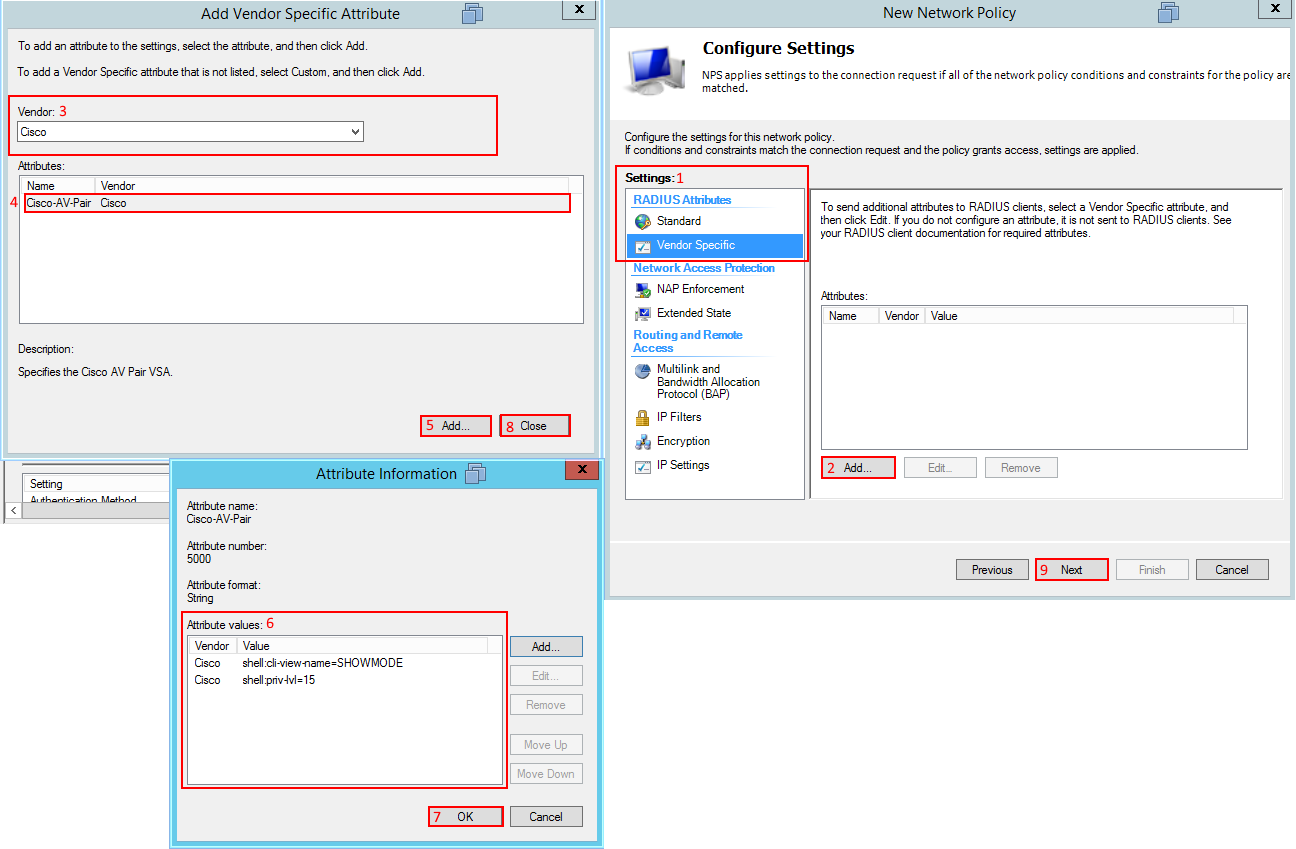 Add Vendor Specific Attribute
X
To add an attribute to the settings, select the attribute, and then click Add.
To add a Vendor Specific attribute that is not listed, select Custom, and then click Add.
Vendor: 3
Cisco
Attributes:
Name Vendor
4 Cisco-AV-Pair Cisco
Description:
Specifies the Cisco AV Pair VSA.
5 Add... 8 Close
Setting
Authentication Method
<
Attribute Information
X
Attribute name:
Cisco-AV-Pair
Attribute number:
5000
Attribute format:
String
Attribute values: 6
Vendor Value
Cisco shell:cli-view-name=SHOWMODE
Cisco shell:priv-lvl=15
Add...
Edit...
Remove
Move Up
Move Down
7 OK Cancel
New Network Policy
X
Configure Settings
NPS applies settings to the connection request if all of the network policy conditions and constraints for the policy are
matched.
Configure the settings for this network policy.
If conditions and constraints match the connection request and the policy grants access, settings are applied.
Settings: 1
RADIUS Attributes
Standard
Vendor Specific
Network Access Protection
NAP Enforcement
Extended State
Routing and Remote
Access
Multilink and
Bandwidth Allocation
Protocol (BAP)
IP Filters
Encryption
IP Settings
To send additional attributes to RADIUS clients, select a Vendor Specific attribute, and
then click Edit. If you do not configure an attribute, it is not sent to RADIUS clients. See
your RADIUS client documentation for required attributes.
Attributes:
Name Vendor Value
2 Add... Edit... Remove
Previous 9 Next Finish Cancel